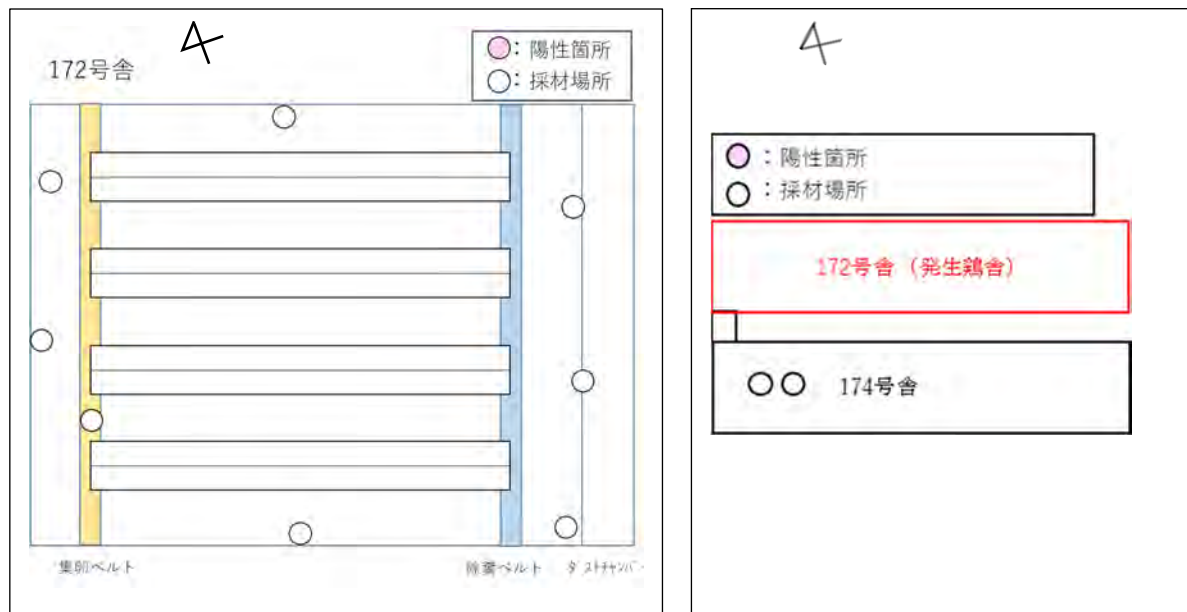 172号舎
：陽性箇所
：採材場所
集卵ベルト
除糞ベルト
ダストチャンバー
：陽性箇所
：採材場所
172号舎（発生鶏舎）
174号舎